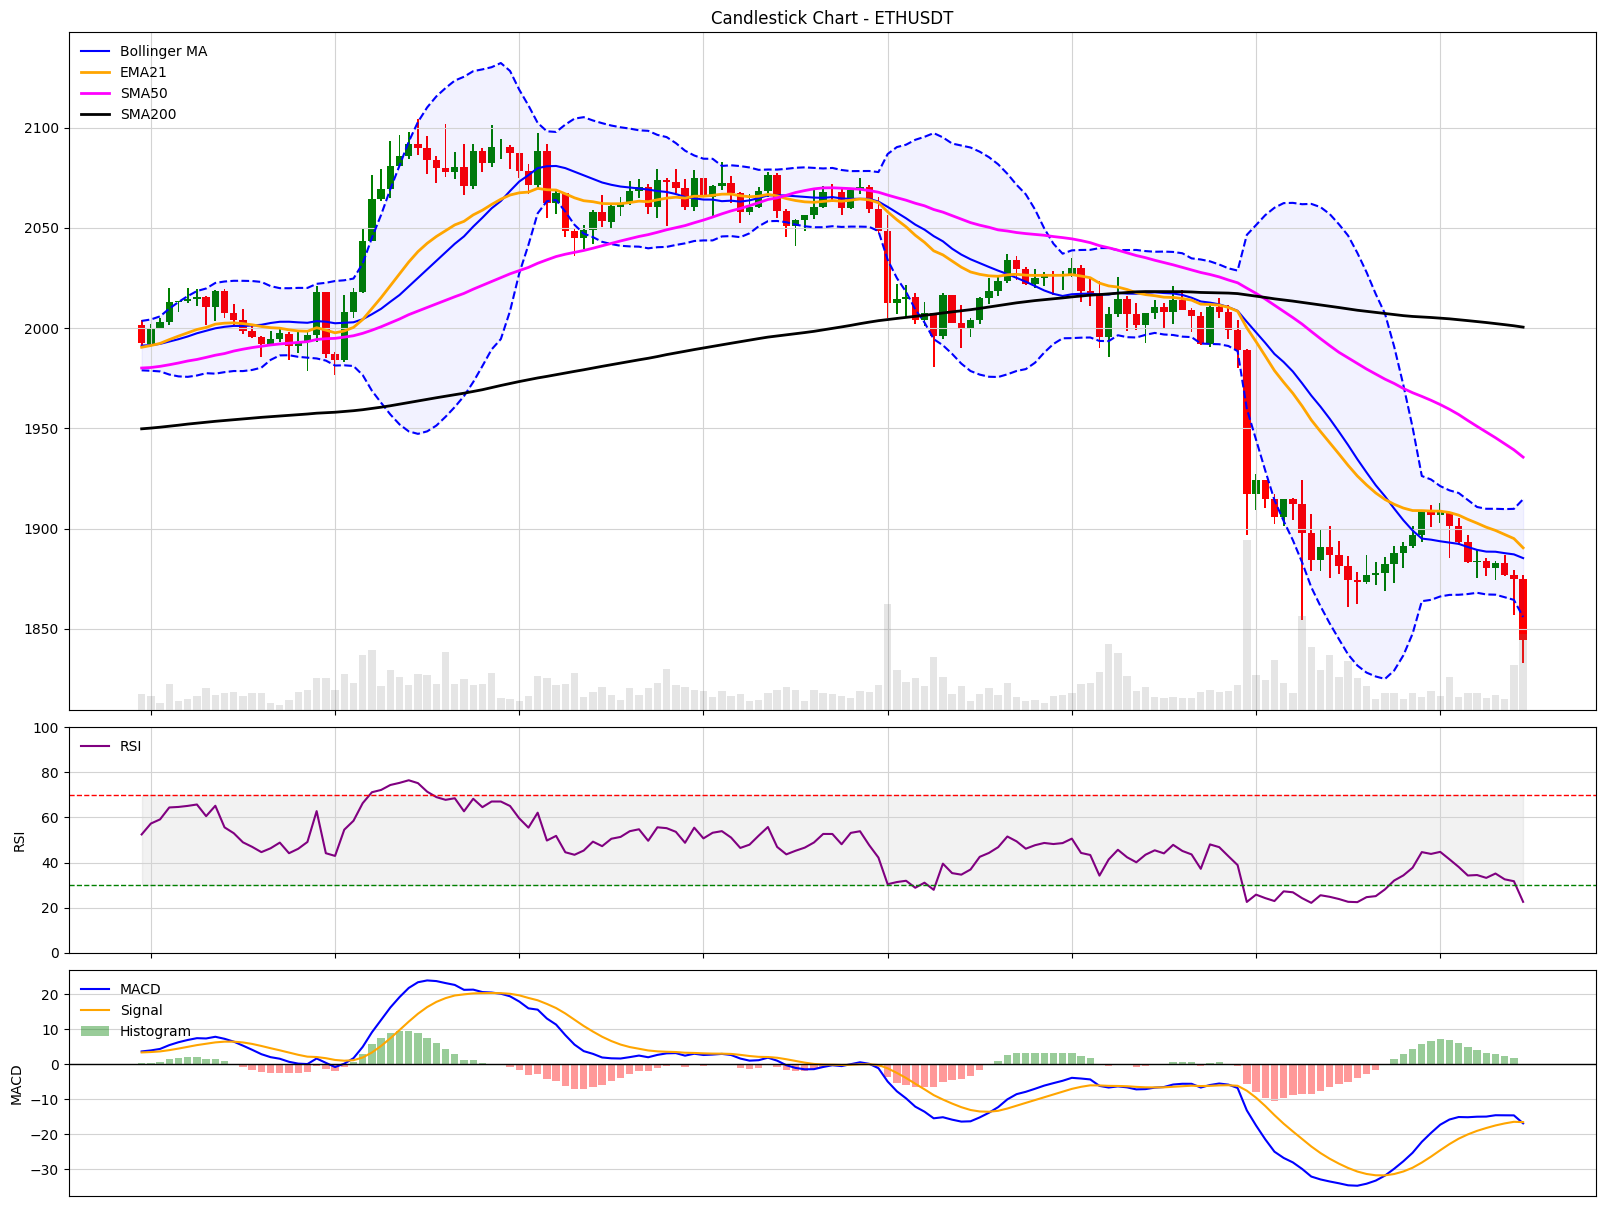 Candlestick Chart - ETHUSDT
Bollinger MA
EMA21
SMA50
SMA200
2100
2050
2000
1950
1900
1850
RSI
100
80
60
40
20
0
RSI
MACD
Signal
Histogram
20
10
0
−10
−20
−30
MACD